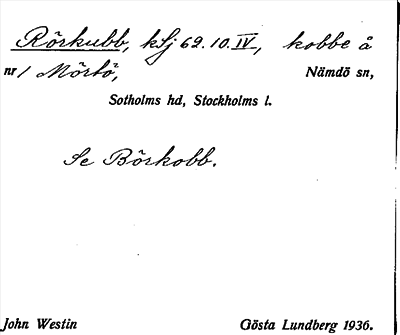 Rörkubb, kSj 69.10.IV, kobbe å
nr 1 Mörtö, Nämdö sn,
Sotholms hd, Stockholms l.
Se Börkobb.
John Westin Gösta Lundberg 1936.